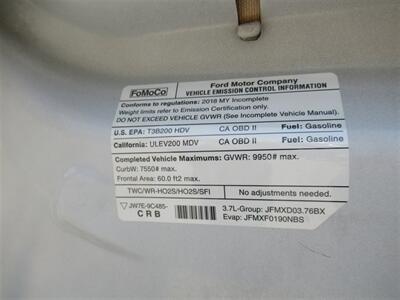 FoMoCo
Ford Motor Company
VEHICLE EMISSION CONTROL INFORMATION
Conforms to regulations: 2018 MY Incomplete
Weight limits refer to Emission Certification only.
DO NOT EXCEED VEHICLE GVWR (See Incomplete Vehicle Manual).
U.S. EPA: T3B200 HDV CA OBD II Fuel: Gasoline
California: ULEV200 MDV CA OBD II Fuel: Gasoline
Completed Vehicle Maximums: GVWR: 9950# max.
CurbW: 7550# max.
Frontal Area: 60.0 ft2 max.
TWC/WR-HO2S/HO2S/SFI No adjustments needed.
JW7E-9C485-
CRB
3.7L-Group: JFMXD03.76BX
Evap: JFMXF0190NBS